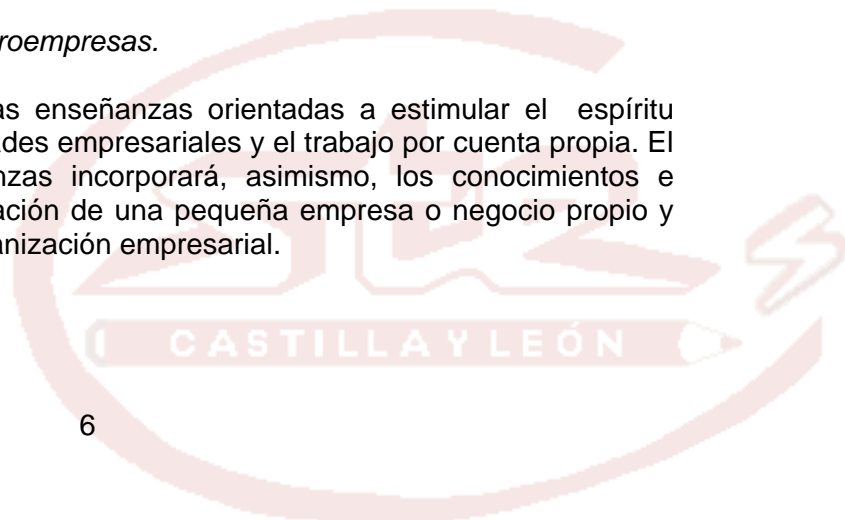 roempresas.
as enseñanzas orientadas a estimular el espíritu
ades empresariales y el trabajo por cuenta propia. El
nzas incorporará, asimismo, los conocimientos e
ación de una pequeña empresa o negocio propio y
anización empresarial.
CASTILLA Y LEÓN
6